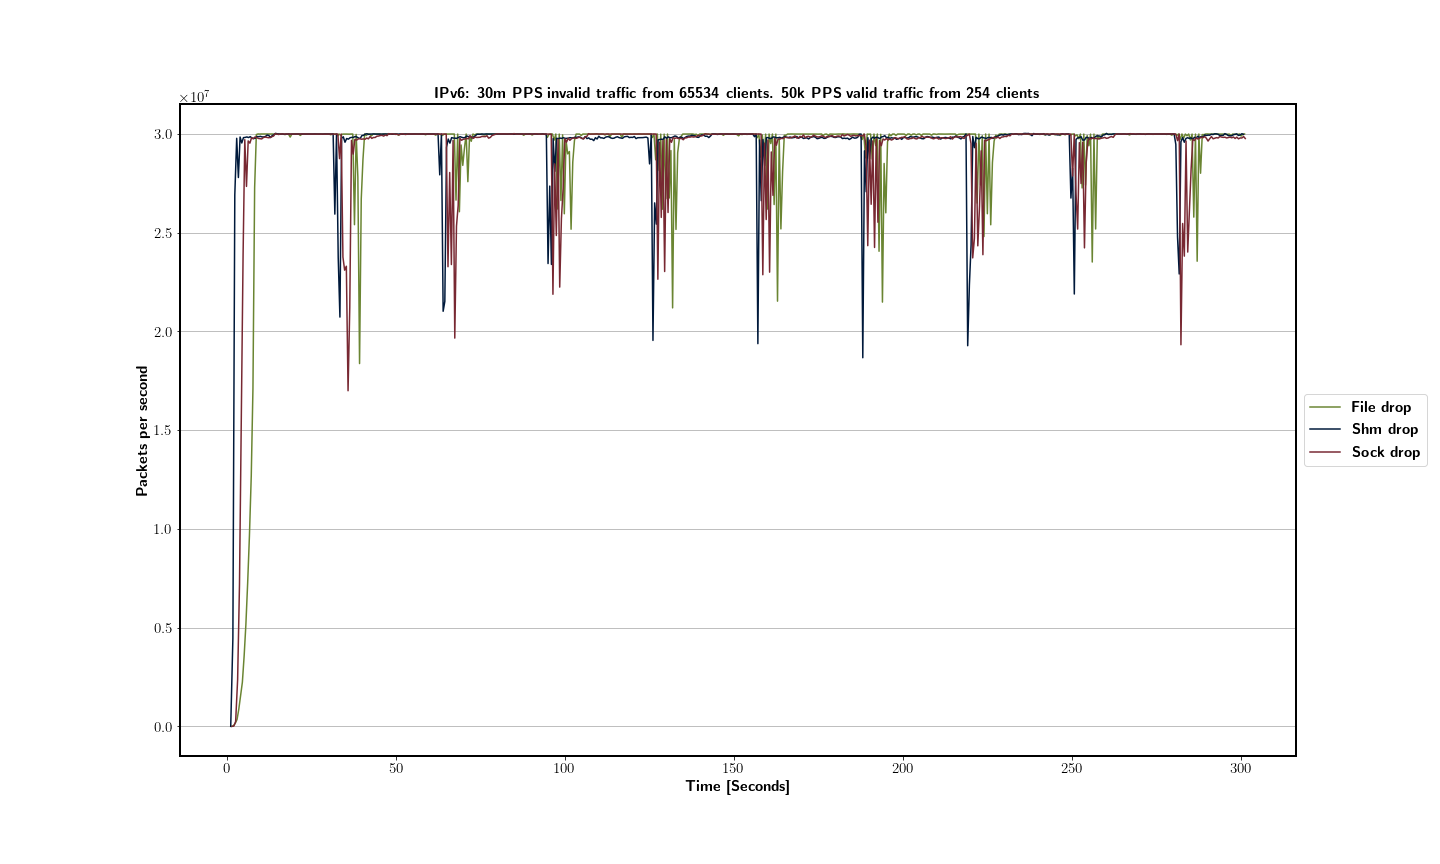 IPv6: 30m PPS invalid traffic from 65534 clients. 50k PPS valid traffic from 254 clients
×10⁷
3.0
2.5
2.0
1.5
1.0
0.5
0.0
Packets per second
0 50 100 150 200 250 300
Time [Seconds]
File drop
Shm drop
Sock drop